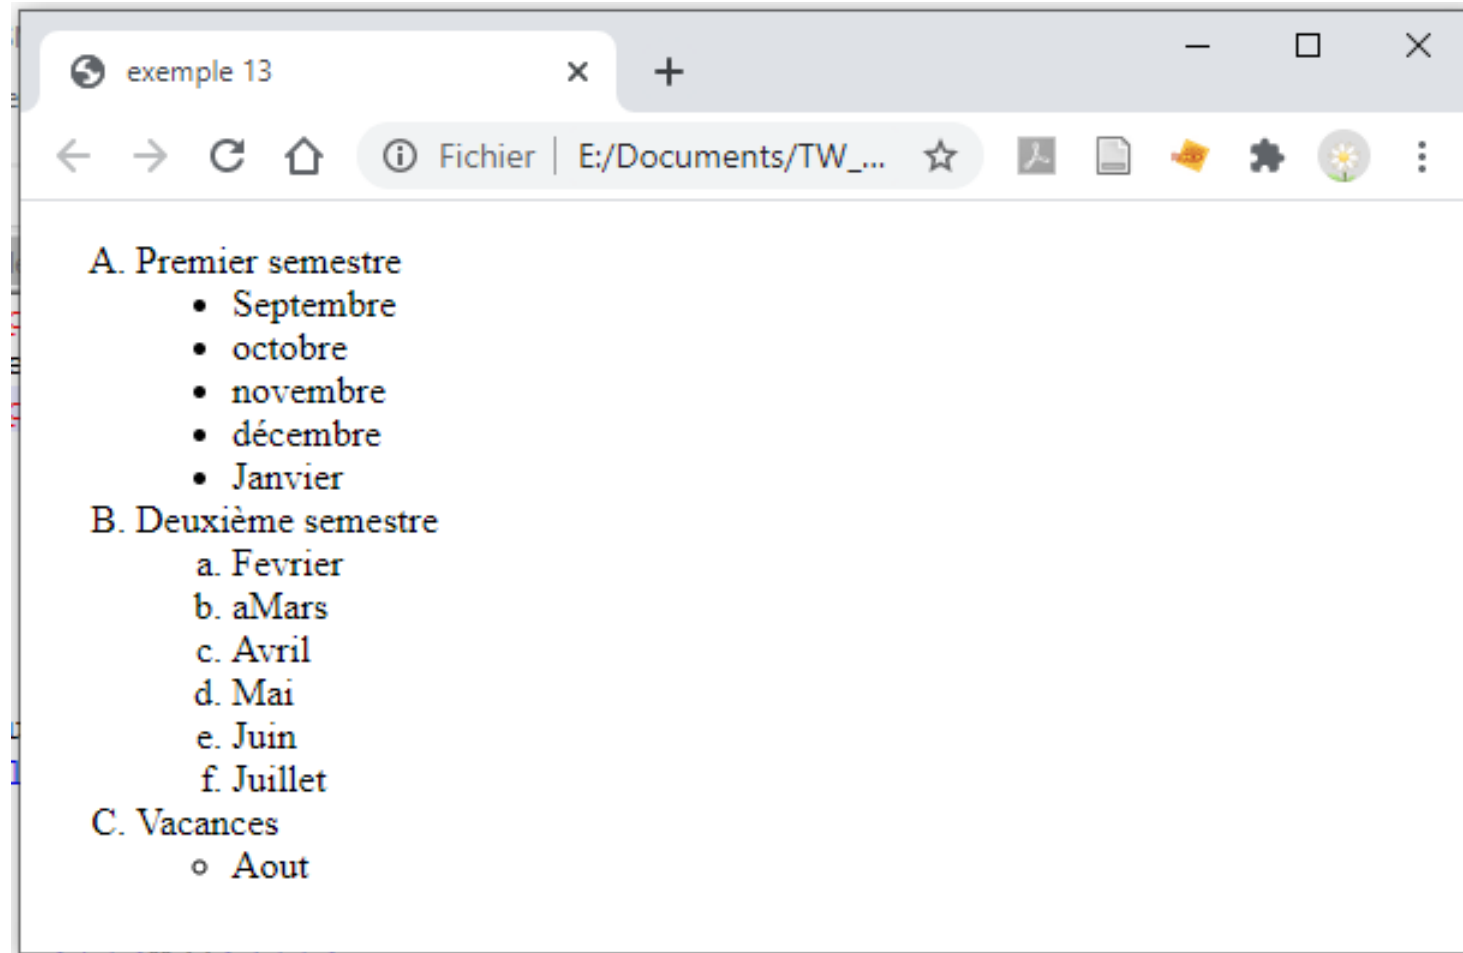 exemple 13
Fichier | E:/Documents/TW_...
A. Premier semestre
• Septembre
• octobre
• novembre
• décembre
• Janvier
B. Deuxième semestre
a. Fevrier
b. aMars
c. Avril
d. Mai
e. Juin
f. Juillet
C. Vacances
o Aout